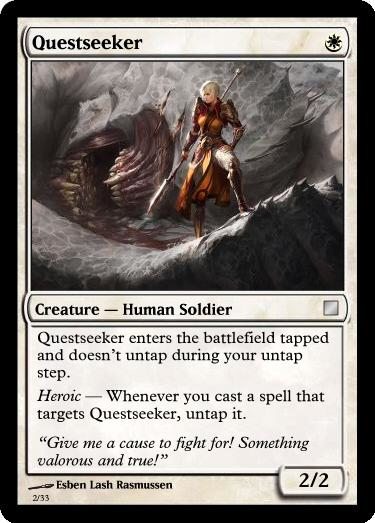 Questseeker
Creature — Human Soldier
Questseeker enters the battlefield tapped
and doesn't untap during your untap
step.
Heroic — Whenever you cast a spell that
targets Questseeker, untap it.
“Give me a cause to fight for! Something
valorous and true!”
2/2
Esben Lash Rasmussen
2/33